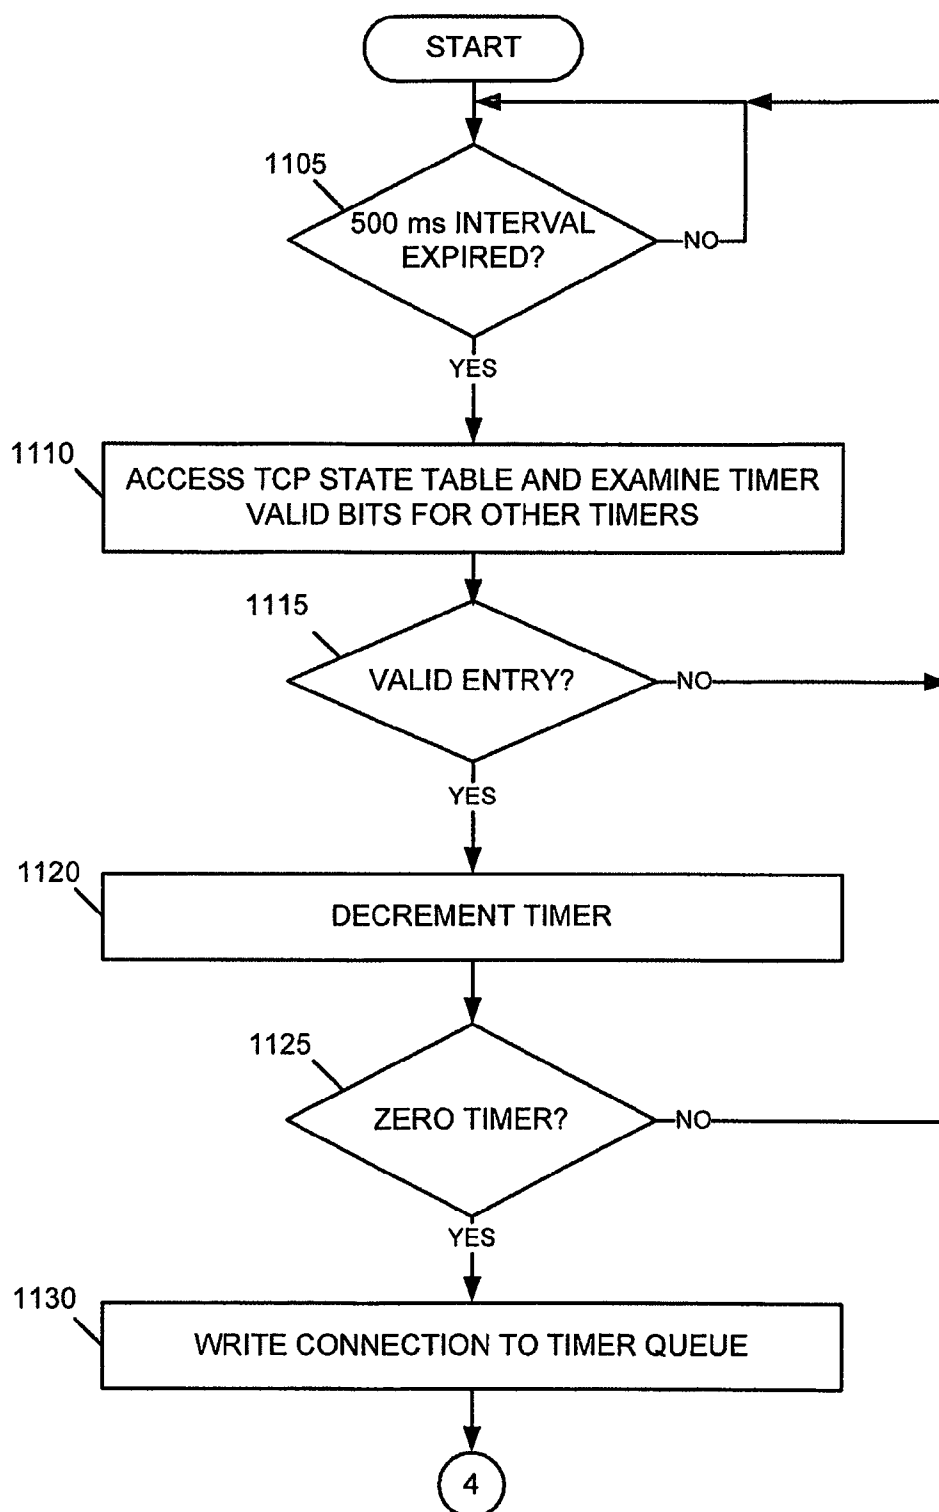 START
1105
500 ms INTERVAL
EXPIRED?
NO
YES
1110
ACCESS TCP STATE TABLE AND EXAMINE TIMER
VALID BITS FOR OTHER TIMERS
1115
VALID ENTRY?
NO
YES
1120
DECREMENT TIMER
1125
ZERO TIMER?
NO
YES
1130
WRITE CONNECTION TO TIMER QUEUE
4